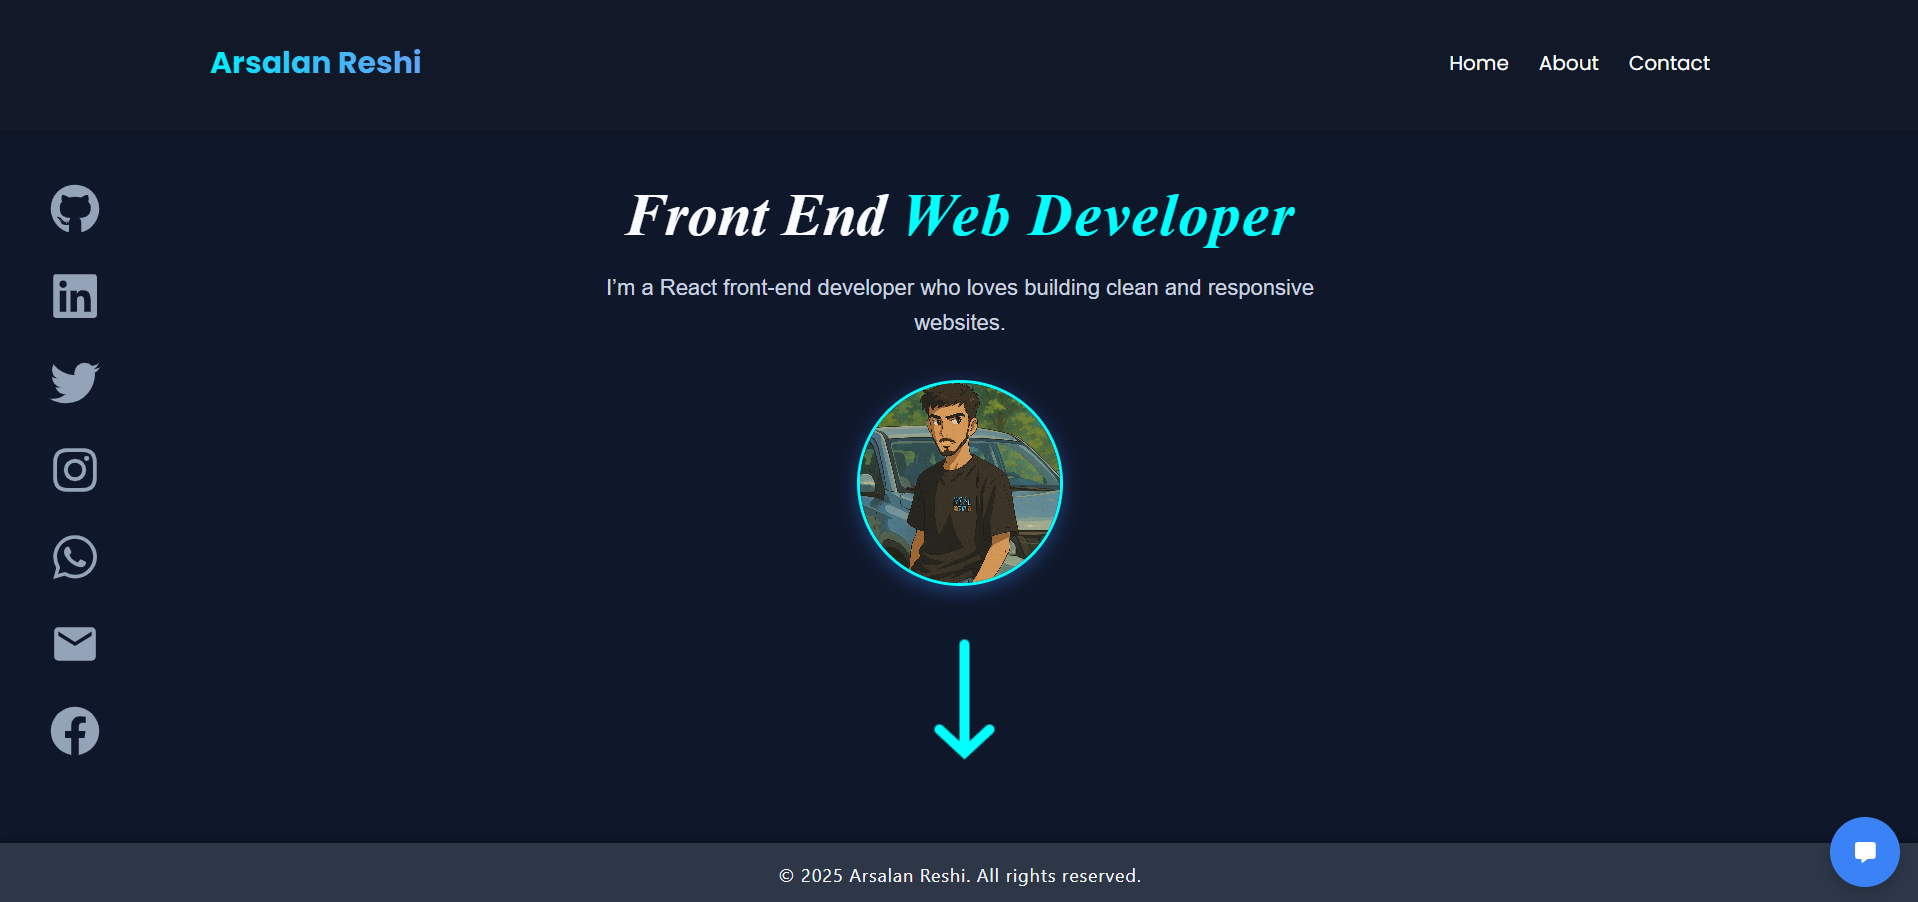 Arsalan Reshi
Home About Contact
Front End Web Developer
I’m a React front-end developer who loves building clean and responsive
websites.
© 2025 Arsalan Reshi. All rights reserved.